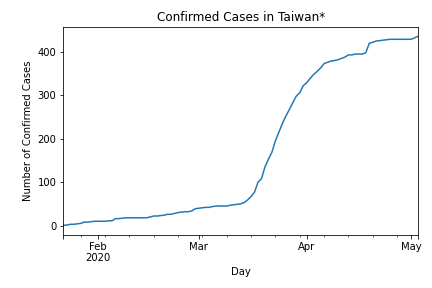 Confirmed Cases in Taiwan*
Number of Confirmed Cases
400
300
200
100
0
Feb
2020
Mar
Apr
May
Day